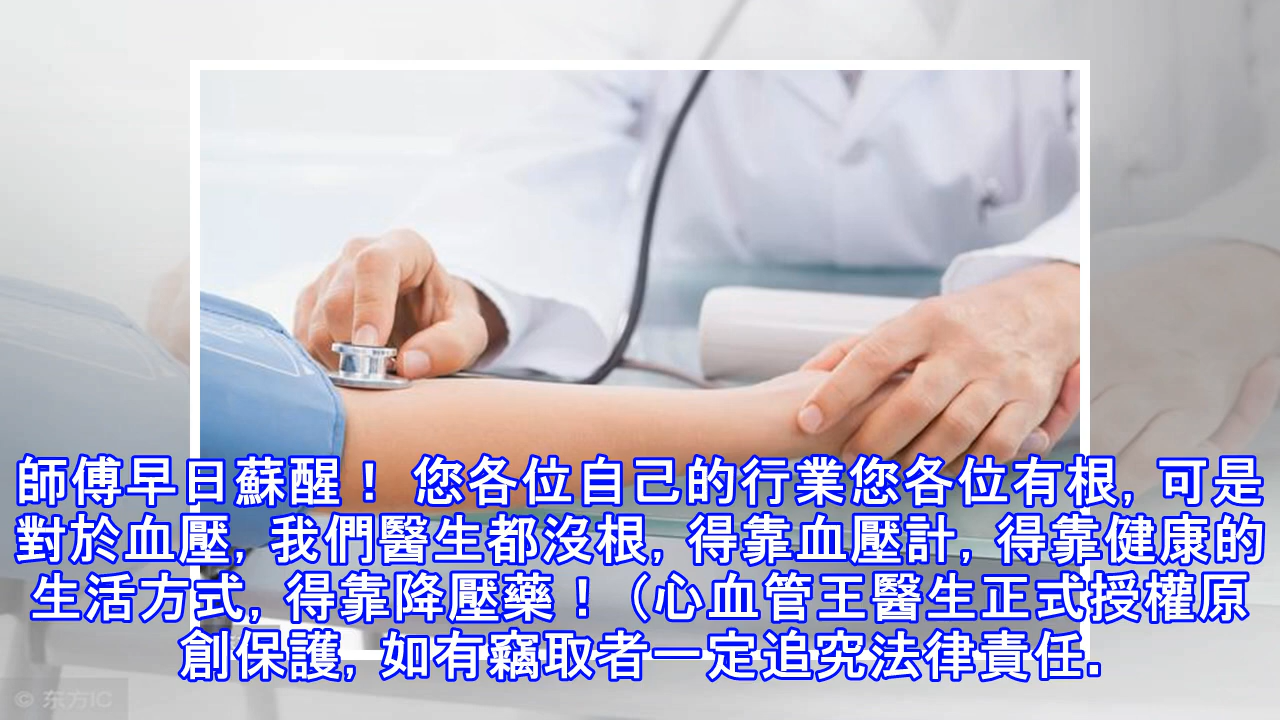 師傅早日蘇醒！ 您各位自己的行業您各位有根, 可是
對於血壓, 我們醫生都沒根, 得靠血壓計, 得靠健康的
生活方式, 得靠降壓藥！（心血管王醫生正式授權原
創保護, 如有竊取者一定追究法律責任.
© 东方IC